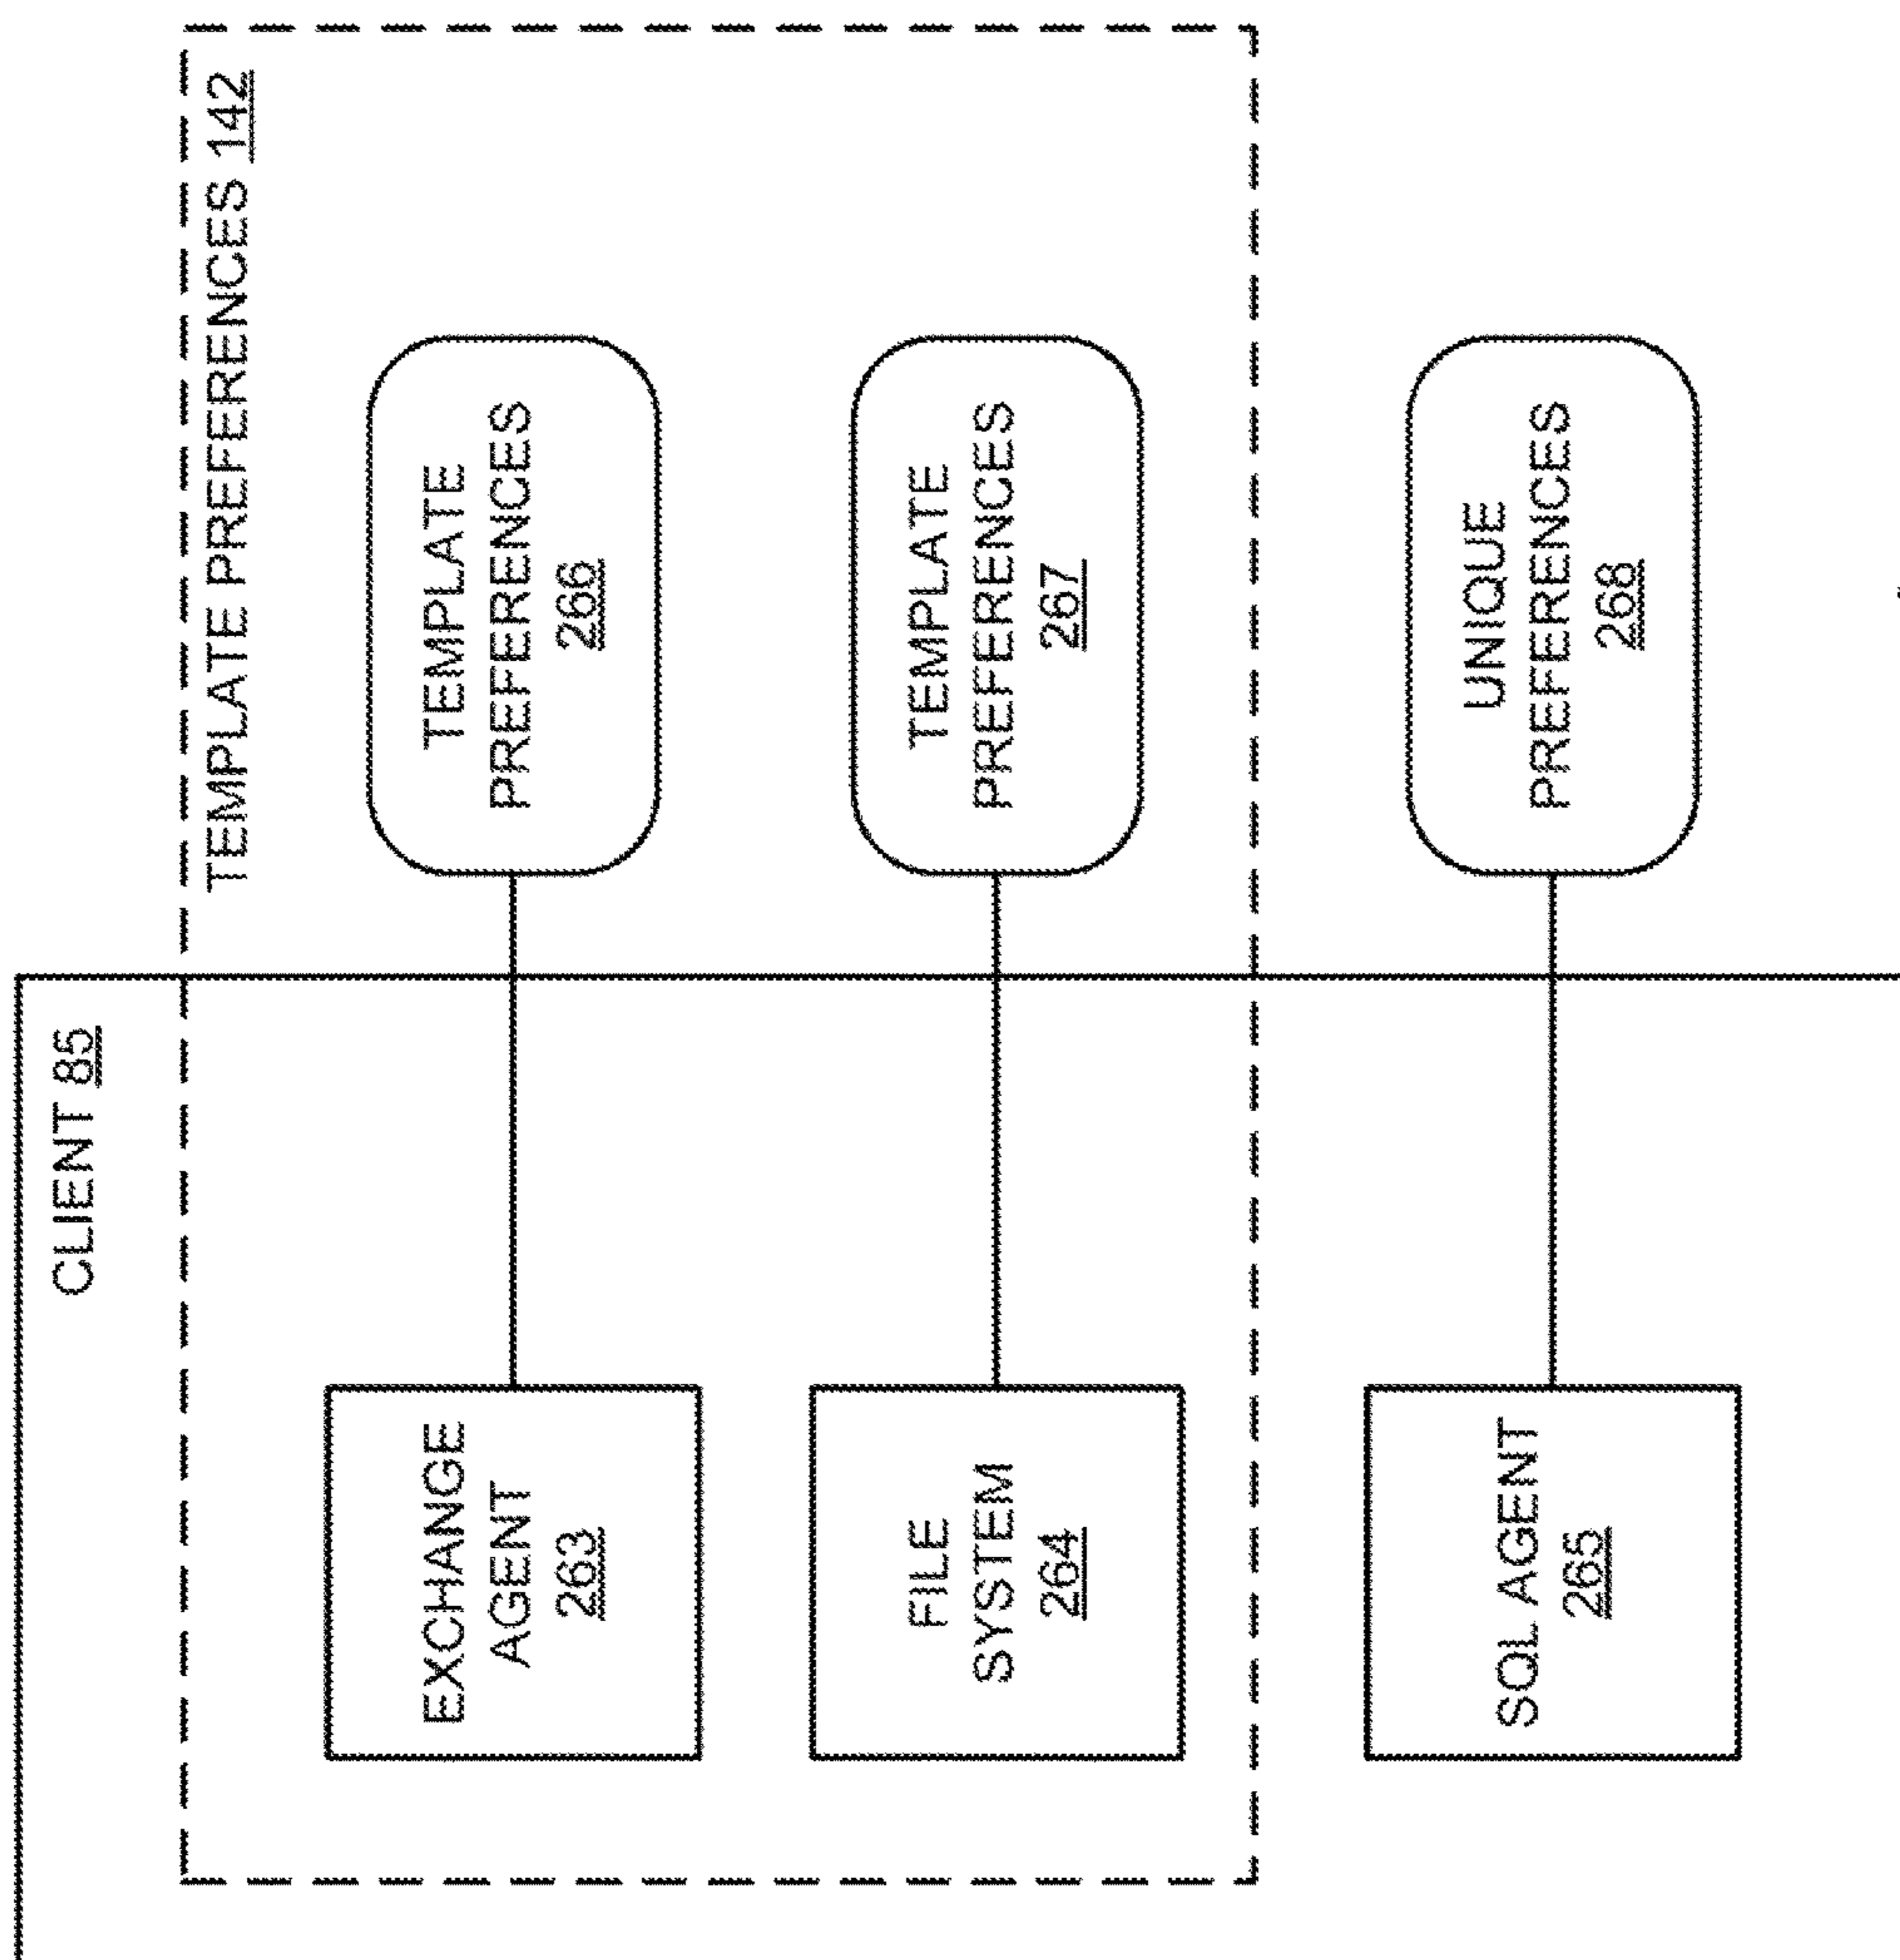 CLIENT 85
TEMPLATE PREFERENCES 142
EXCHANGE
AGENT
263
TEMPLATE
PREFERENCES
266
FILE
SYSTEM
264
TEMPLATE
PREFERENCES
267
SQL AGENT
265
UNIQUE
PREFERENCES
268